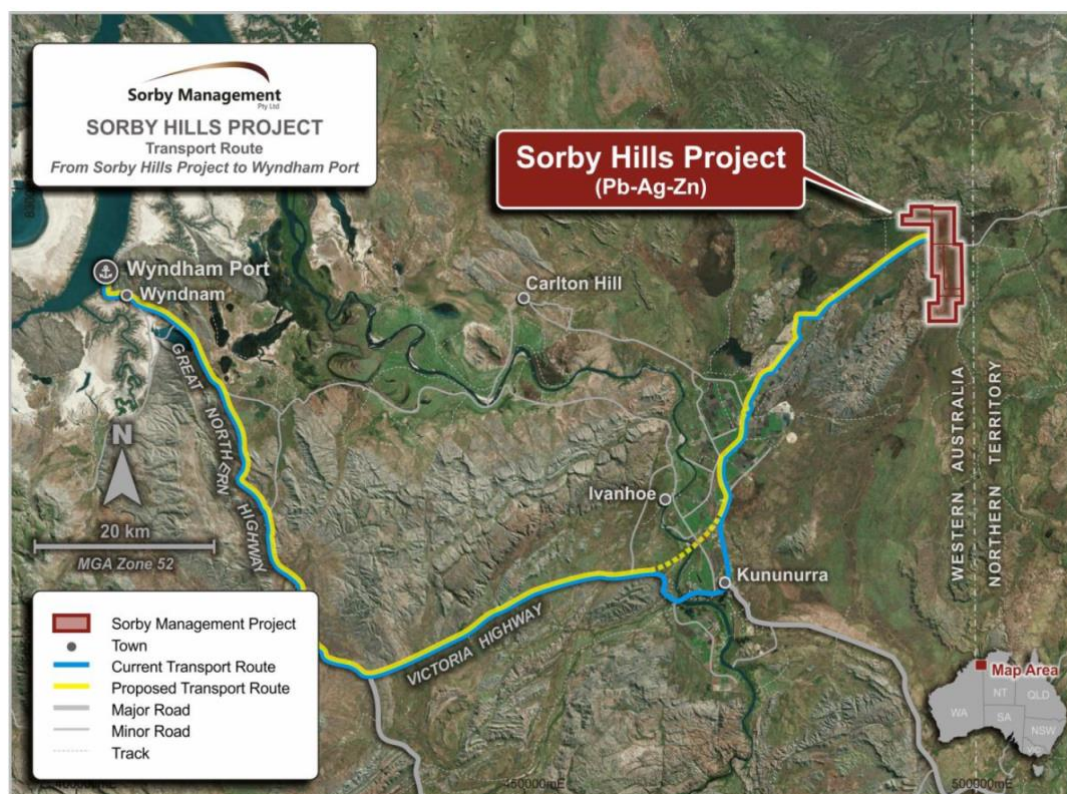 Sorby Management
Pty Ltd
SORBY HILLS PROJECT
Transport Route
From Sorby Hills Project to Wyndham Port
Sorby Hills Project
(Pb-Ag-Zn)
Wyndham Port
Wyndnam
Carlton Hill
GREAT NORTHERN HIGHWAY
N
20 km
MGA Zone 52
Ivanhoe
Kununurra
VICTORIA HIGHWAY
WESTERN AUSTRALIA
NORTHERN TERRITORY
Sorby Management Project
Town
Current Transport Route
Proposed Transport Route
Major Road
Minor Road
Track
Map Area
WA
NT
QLD
SA
NSW
500000mE